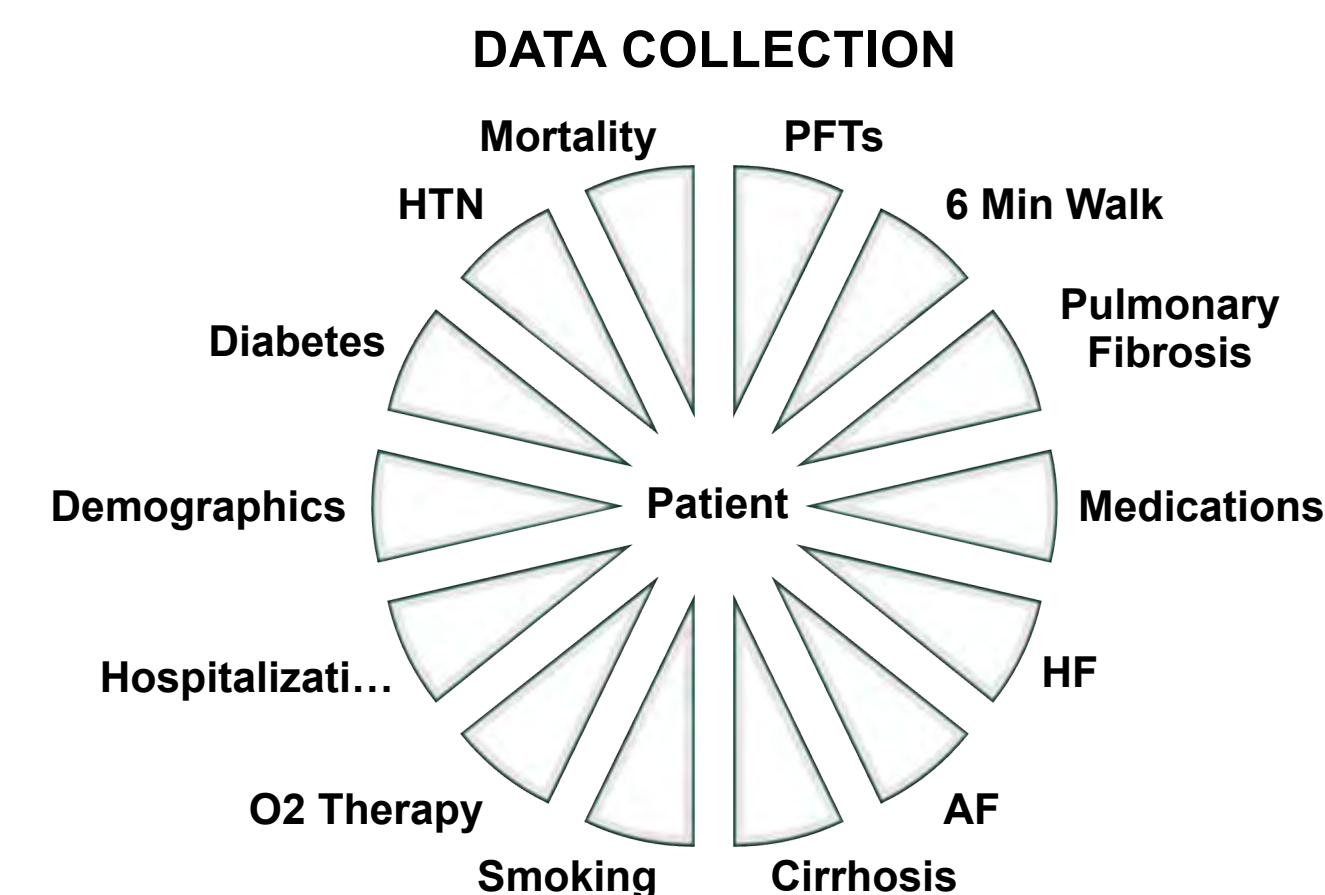 DATA COLLECTION
Mortality
PFTs
HTN
6 Min Walk
Pulmonary
Fibrosis
Diabetes
Demographics
Patient
Medications
Hospitalizati...
HF
O2 Therapy
AF
Smoking
Cirrhosis